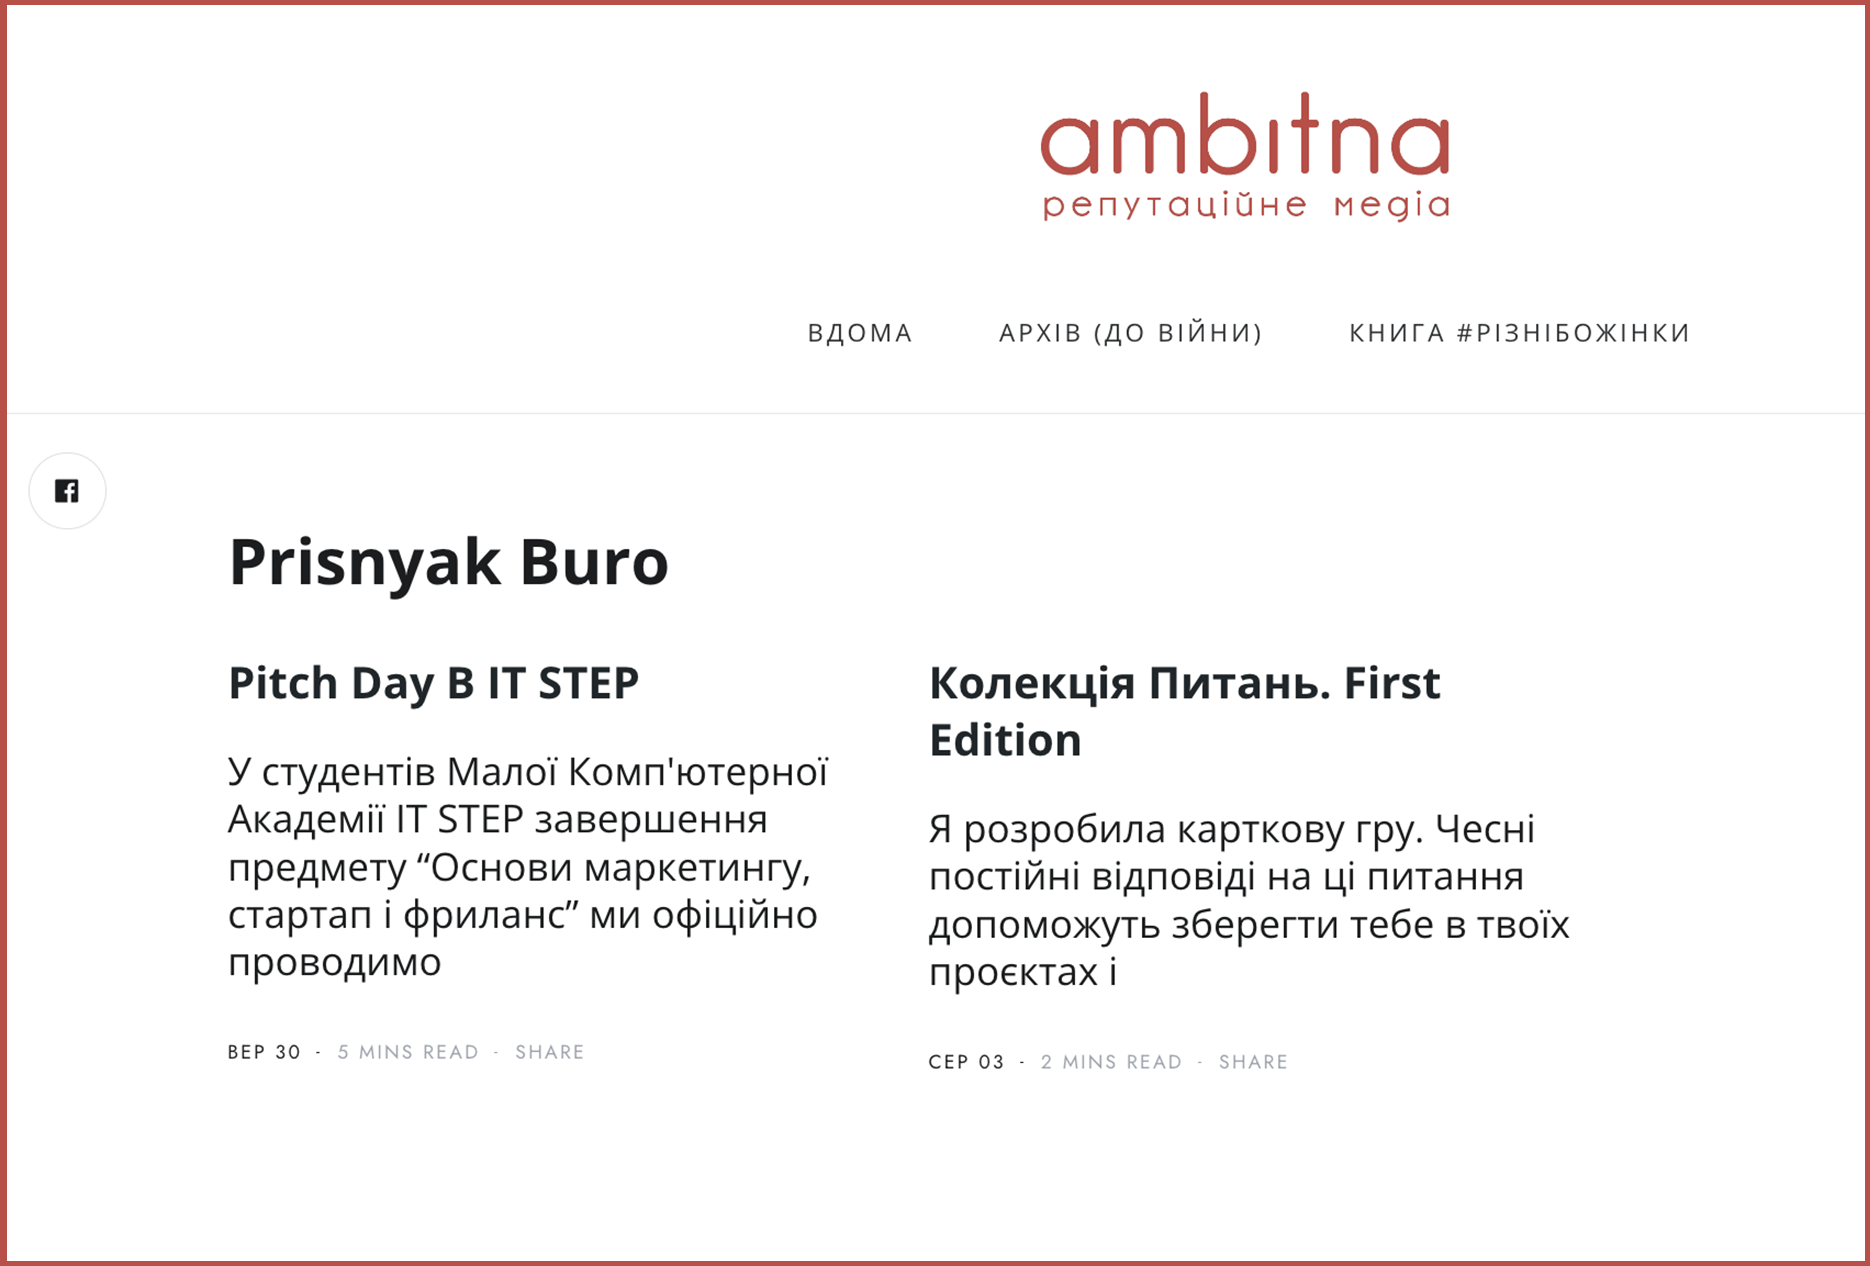 ambitna
репутаційне медіа
ВДОМА АРХІВ (ДО ВІЙНИ) КНИГА #РІЗНІБОЖІНКИ
Prisnyak Buro
Pitch Day В IT STEP
У студентів Малої Комп'ютерної
Академії IT STEP завершення
предмету “Основи маркетингу,
стартап і фриланс” ми офіційно
проводимо
ВЕР 30 - 5 MINS READ - SHARE
Колекція Питань. First
Edition
Я розробила карткову гру. Чесні
постійні відповіді на ці питання
допоможуть зберегти тебе в твоїх
проєктах і
СЕР 03 - 2 MINS READ - SHARE